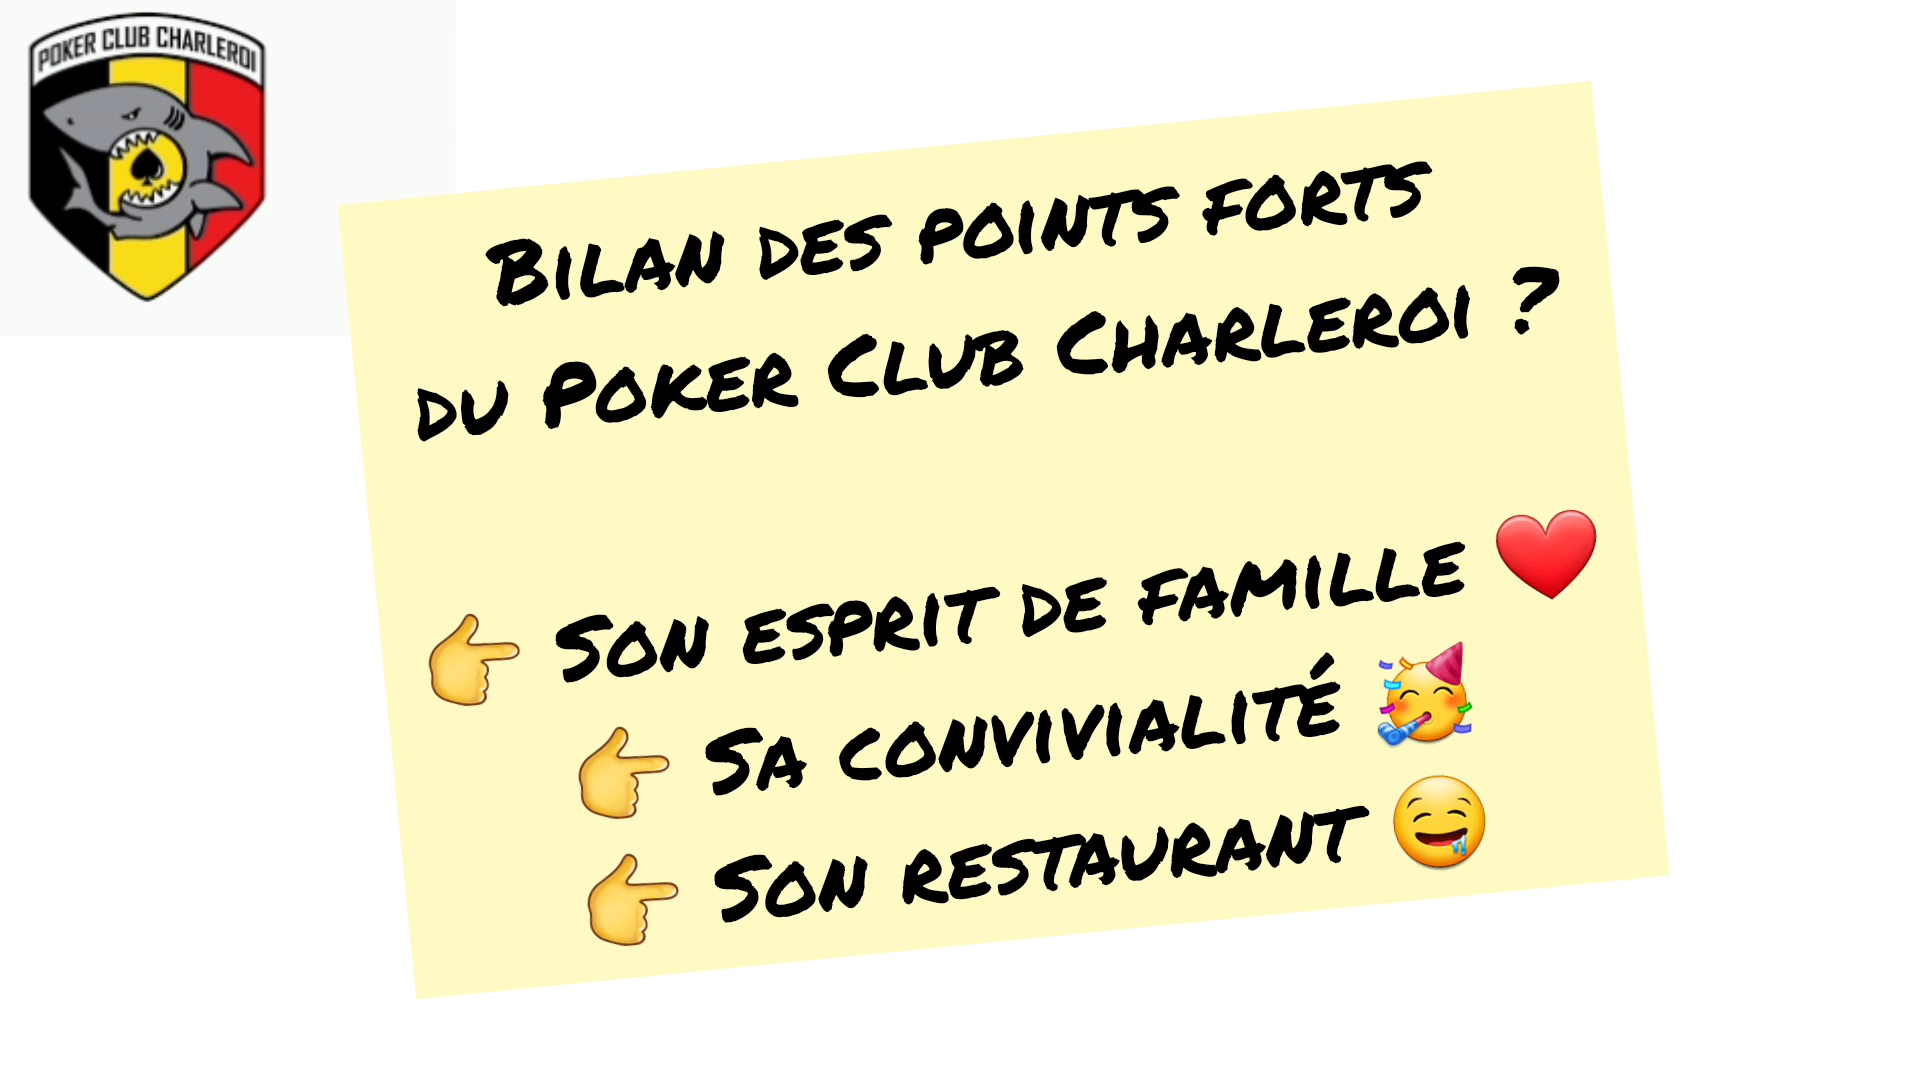 POKER CLUB CHARLEROI
Bilan des points forts
du Poker Club Charleroi ?
👉 Son esprit de famille ❤️
👉 Sa convivialité 🥳
👉 Son restaurant 🤤